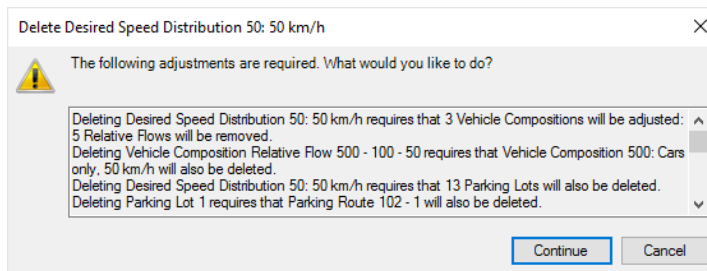 Delete Desired Speed Distribution 50: 50 km/h
The following adjustments are required. What would you like to do?
Deleting Desired Speed Distribution 50: 50 km/h requires that 3 Vehicle Compositions will be adjusted:
5 Relative Flows will be removed.
Deleting Vehicle Composition Relative Flow 500 - 100 - 50 requires that Vehicle Composition 500: Cars
only, 50 km/h will also be deleted.
Deleting Desired Speed Distribution 50: 50 km/h requires that 13 Parking Lots will also be deleted.
Deleting Parking Lot 1 requires that Parking Route 102 - 1 will also be deleted.
Continue Cancel